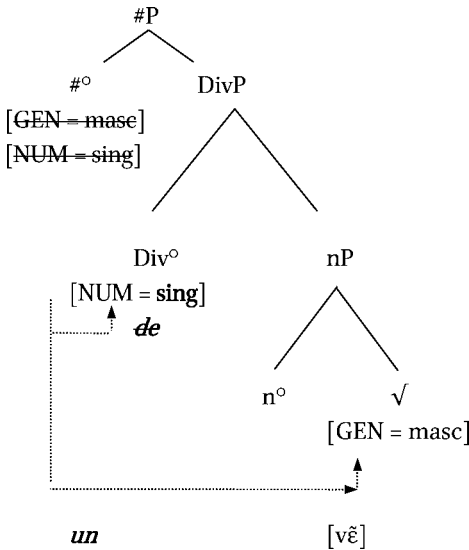 #P
#° DivP
[GEN = masc]
[NUM = sing]
Div° nP
[NUM = sing]
de
n° √
[GEN = masc]
un [vɛ̃]